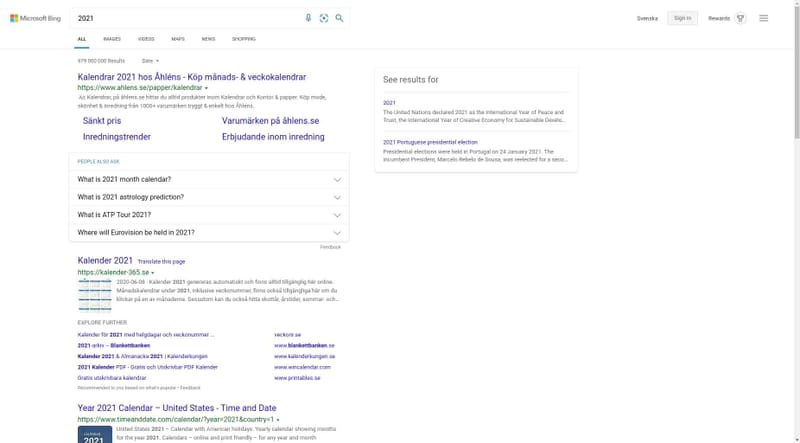 Microsoft Bing
2021
Svenska
Sign in
Rewards
ALL
IMAGES
VIDEOS
MAPS
NEWS
SHOPPING
979 000 000 Results
Date
Kalendrar 2021 hos Åhléns - Köp månads- & veckokalendrar
https://www.ahlens.se/papper/kalendrar
Ad Kalendrar, på åhlens.se hittar du alltid produkter inom Kalendrar och Kontor & papper. Köp mode,
skönhet & inredning från 1000+ varumärken tryggt & enkelt hos Åhléns.
Sänkt pris
Varumärken på åhlens.se
Inredningstrender
Erbjudande inom inredning
PEOPLE ALSO ASK
What is 2021 month calendar?
What is 2021 astrology prediction?
What is ATP Tour 2021?
Where will Eurovision be held in 2021?
Feedback
Kalender 2021 Translate this page
https://kalender-365.se
2020-06-08 · Kalender 2021 genereras automatiskt och finns alltid tillgänglig här online.
Månadskalendrar under 2021, inklusive veckonummer, finns också tillgängliga här om du
klickar på en av månaderna. Dessutom kan du också hitta skottår, årstider, sommar- och...
EXPLORE FURTHER
Kalender för 2021 med helgdagar och veckonummer ...
veckonr.se
2021-arkiv – Blankettbanken
www.blankettbanken.se
Kalender 2021 & Almanacka 2021 | Kalenderkungen
www.kalenderkungen.se
2021 Kalender PDF - Gratis och Utskrivbar PDF Kalender
www.wincalendar.com
Gratis utskrivbara kalendrar
www.printables.se
Recommended to you based on what's popular • Feedback
Year 2021 Calendar – United States - Time and Date
https://www.timeanddate.com/calendar/?year=2021&country=1
2021
United States 2021 – Calendar with American holidays. Yearly calendar showing months
for the year 2021. Calendars – online and print friendly – for any year and month
See results for
2021
The United Nations declared 2021 as the International Year of Peace and
Trust, the International Year of Creative Economy for Sustainable Develo...
2021 Portuguese presidential election
Presidential elections were held in Portugal on 24 January 2021. The
incumbent President, Marcelo Rebelo de Sousa, was reelected for a seco...